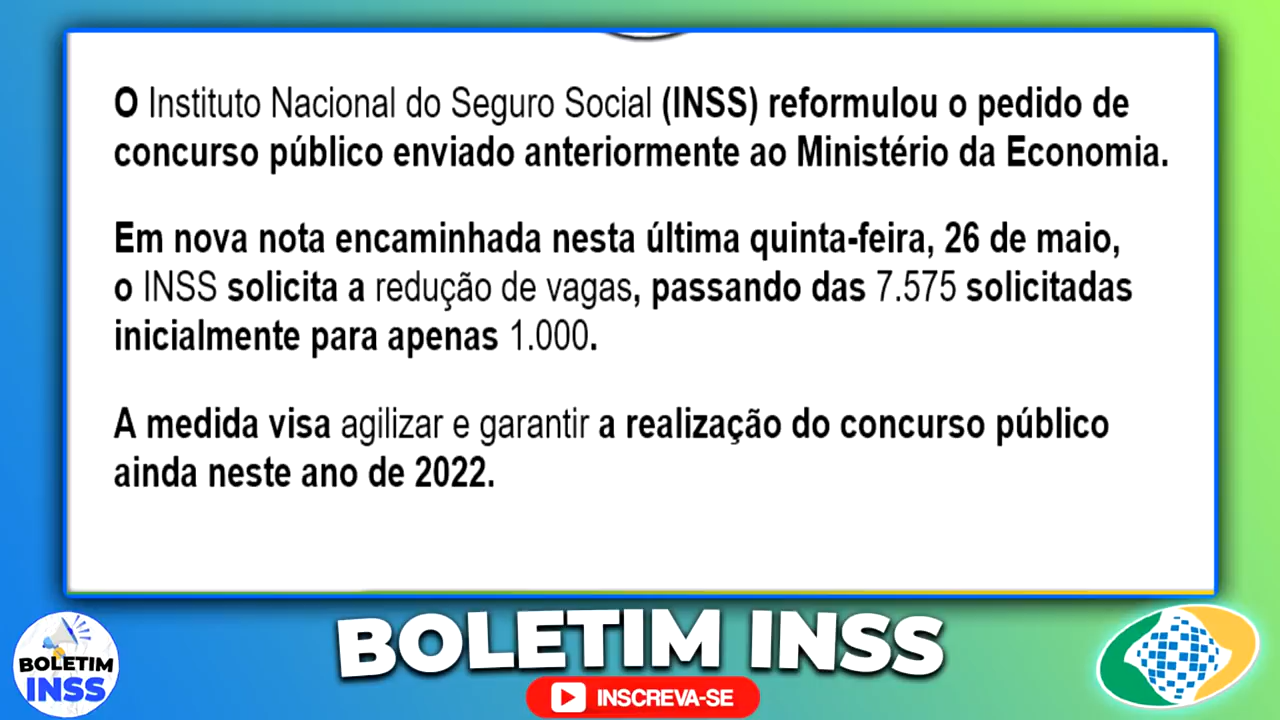 O Instituto Nacional do Seguro Social (INSS) reformulou o pedido de
concurso público enviado anteriormente ao Ministério da Economia.
Em nova nota encaminhada nesta última quinta-feira, 26 de maio,
o INSS solicita a redução de vagas, passando das 7.575 solicitadas
inicialmente para apenas 1.000.
A medida visa agilizar e garantir a realização do concurso público
ainda neste ano de 2022.
BOLETIM
INSS
BOLETIM INSS
INSCREVA-SE